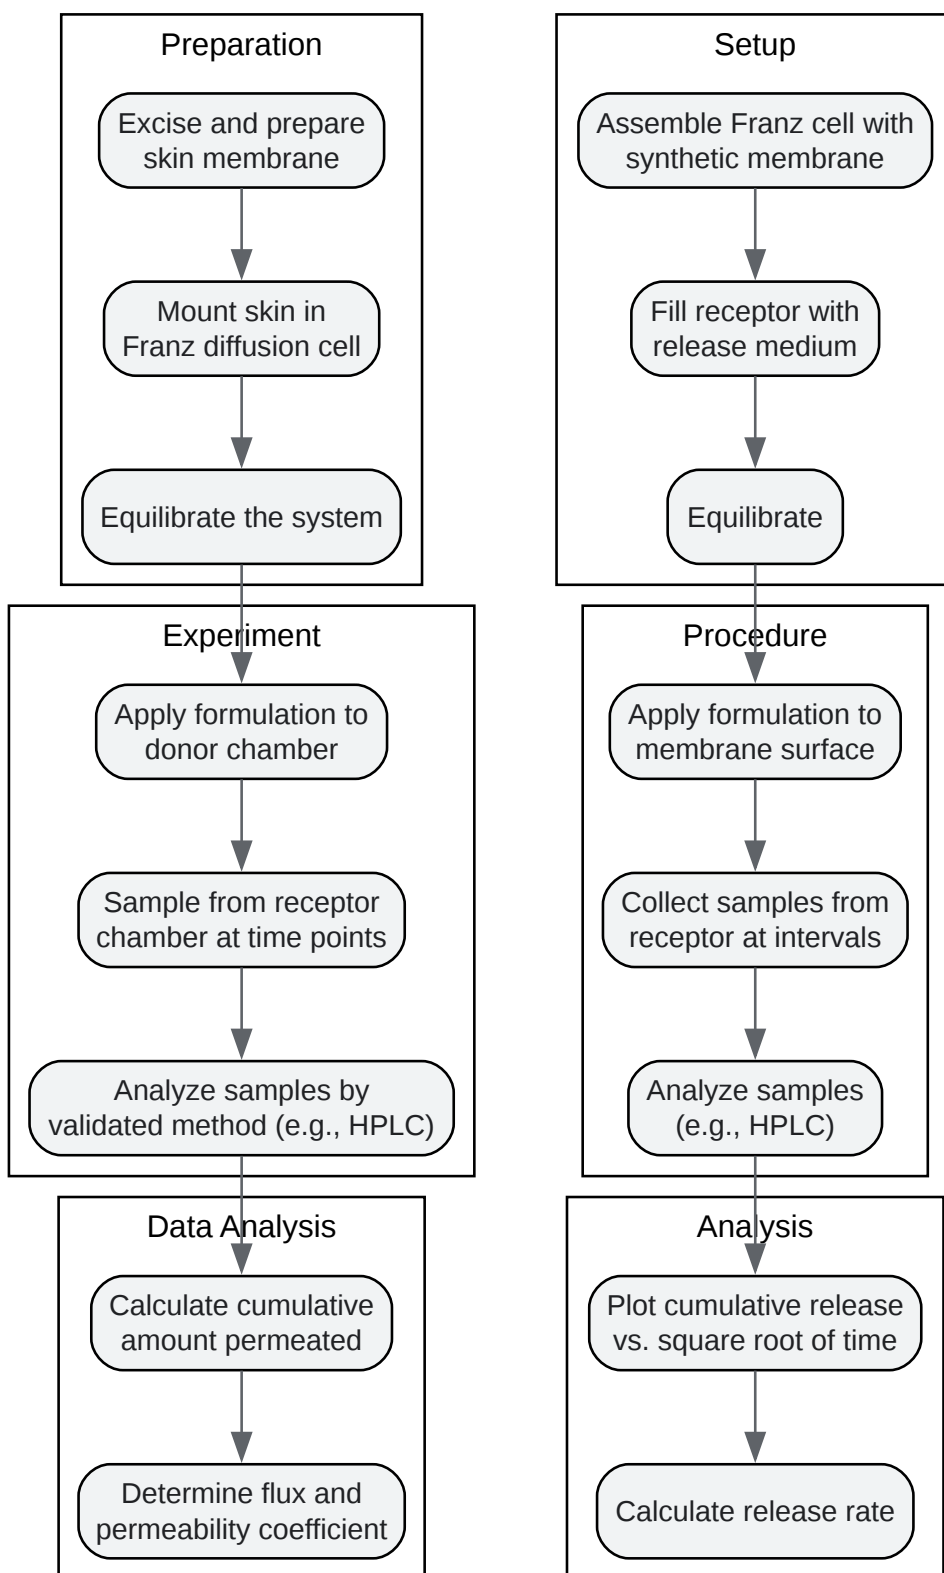 Preparation
Excise and prepare
skin membrane
Mount skin in
Franz diffusion cell
Equilibrate the system
Experiment
Apply formulation to
donor chamber
Sample from receptor
chamber at time points
Analyze samples by
validated method (e.g., HPLC)
Data Analysis
Calculate cumulative
amount permeated
Determine flux and
permeability coefficient
Setup
Assemble Franz cell with
synthetic membrane
Fill receptor with
release medium
Equilibrate
Procedure
Apply formulation to
membrane surface
Collect samples from
receptor at intervals
Analyze samples
(e.g., HPLC)
Analysis
Plot cumulative release
vs. square root of time
Calculate release rate